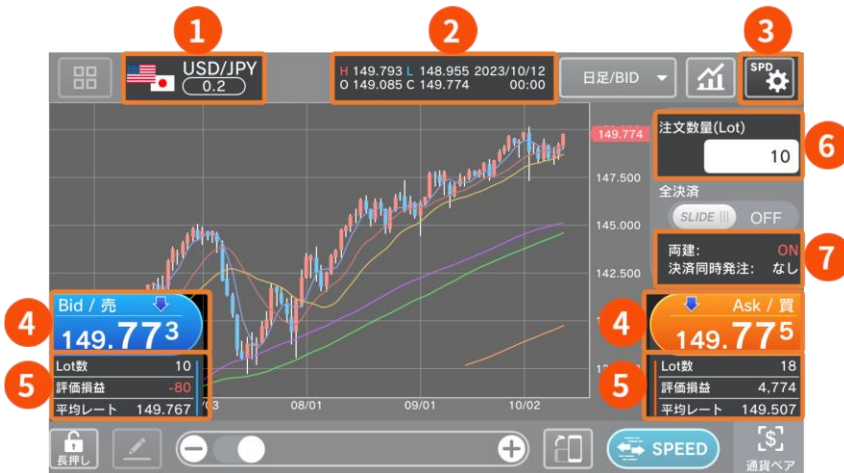 1
2
3
USD/JPY
0.2
H 149.793 L 148.955 2023/10/12
O 149.085 C 149.774 00:00
日足/BID
SPD
149.774
147.500
145.000
142.500
注文数量(Lot)
10
6
全決済
SLIDE
OFF
両建: ON
決済同時発注: なし
7
4
Bid / 売
149.773
5
Lot数 10
評価損益 -80
平均レート 149.767
4
Ask / 買
149.775
5
Lot数 18
評価損益 4,774
平均レート 149.507
/03
08/01
09/01
10/02
長押し
SPEED
通貨ペア